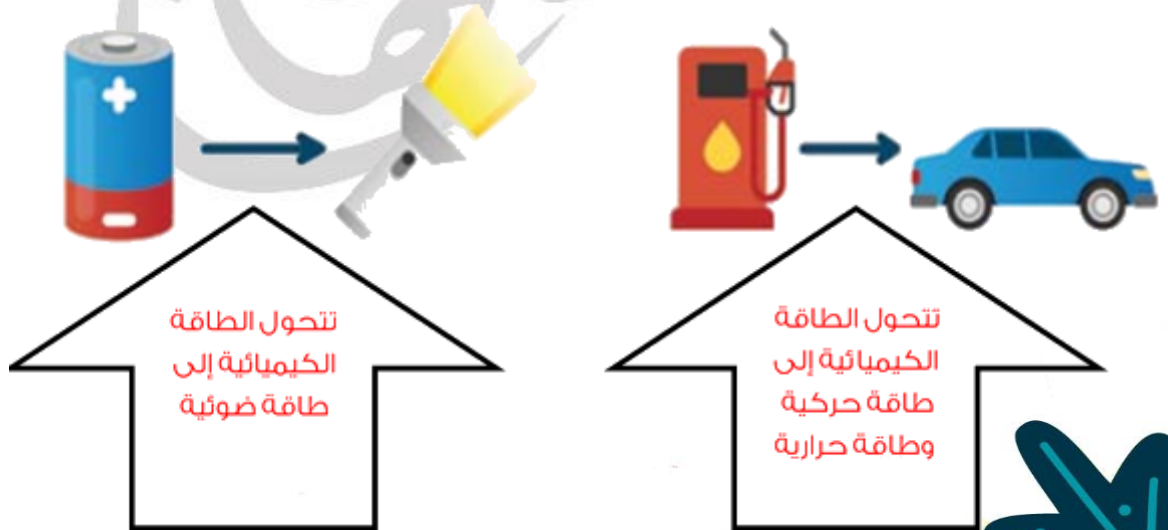 تتحول الطاقة
الكيميائية إلى
طاقة حركية
وطاقة حرارية
تتحول الطاقة
الكيميائية إلى
طاقة ضوئية